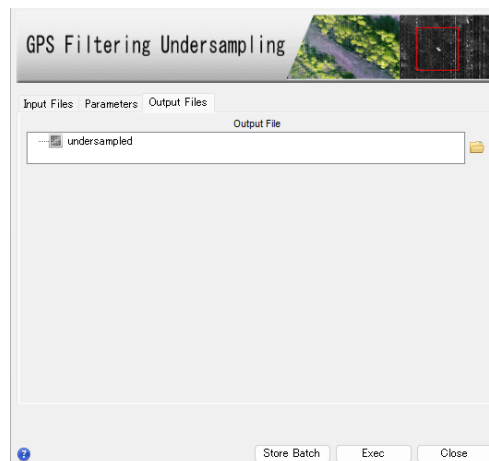 GPS Filtering Undersampling
Input Files Parameters Output Files
Output File
undersampled
?
Store Batch Exec Close